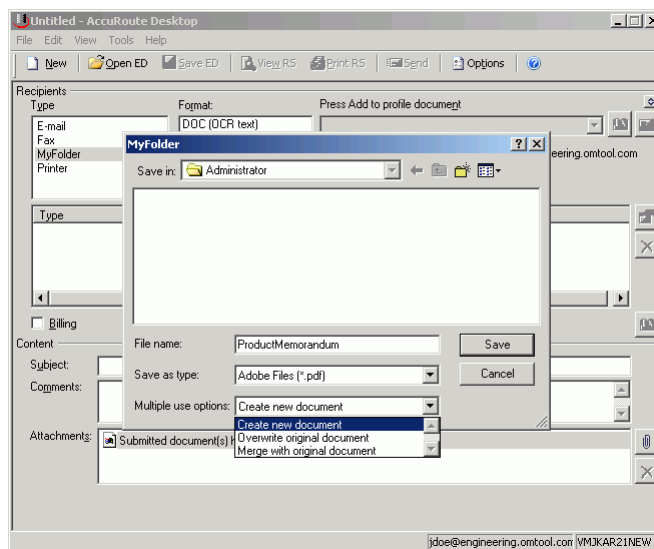 Untitled - AccuRoute Desktop
File Edit View Tools Help
New Open ED Save ED View RS Print RS Send Options
Recipients
Type Format: Press Add to profile document
E-mail DOC (OCR text)
Fax
MyFolder
Printer
eering.omtool.com
MyFolder
Save in: Administrator
Type
File name: ProductMemorandum Save
Save as type: Adobe Files (*.pdf) Cancel
Multiple use options: Create new document
Create new document
Overwrite original document
Merge with original document
Billing
Content
Subject:
Comments:
Attachments: Submitted document(s)
jdoe@engineering.omtool.com VMJKAR21NEW